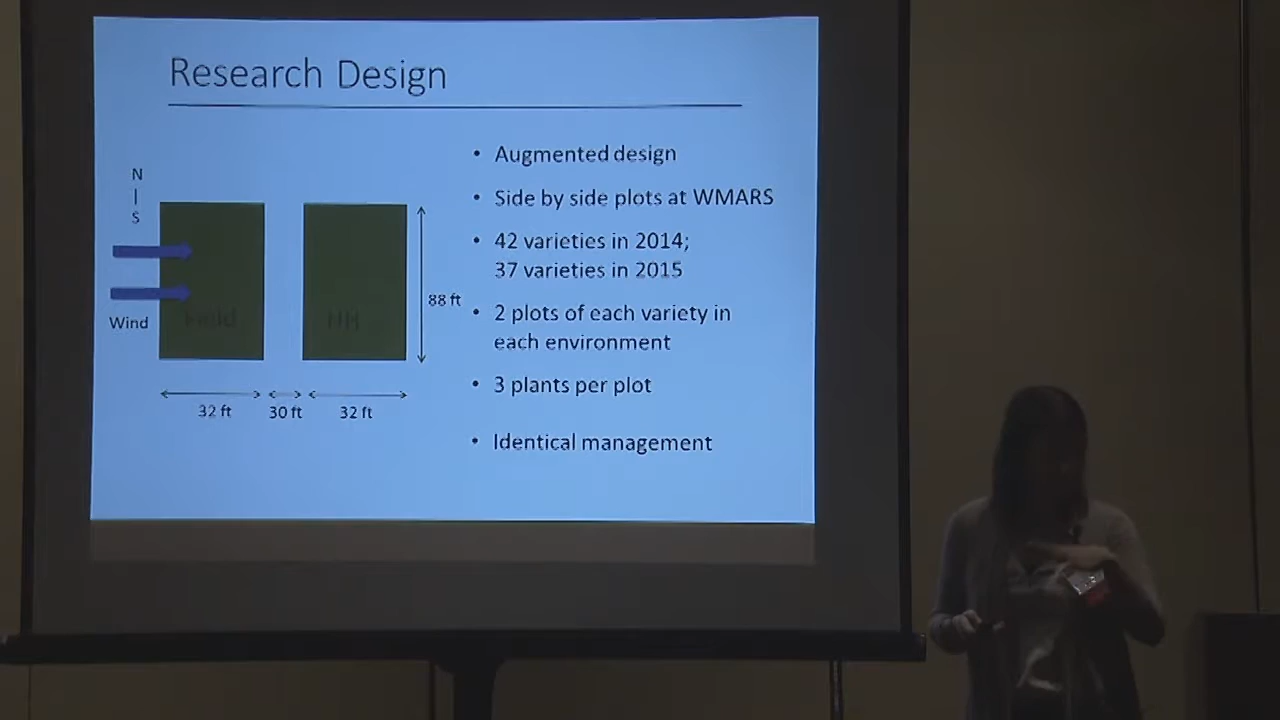 Research Design
N
|
S
Wind
Field
HH
88 ft
32 ft
30 ft
32 ft
• Augmented design
• Side by side plots at WMARS
• 42 varieties in 2014;
37 varieties in 2015
• 2 plots of each variety in
each environment
• 3 plants per plot
• Identical management